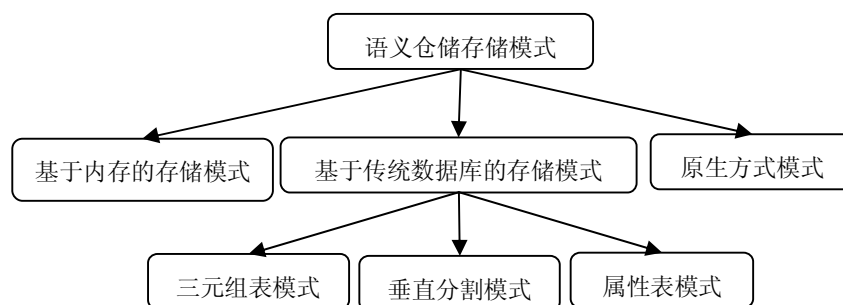 语义仓储存储模式
基于内存的存储模式
基于传统数据库的存储模式
原生方式模式
三元组表模式
垂直分割模式
属性表模式